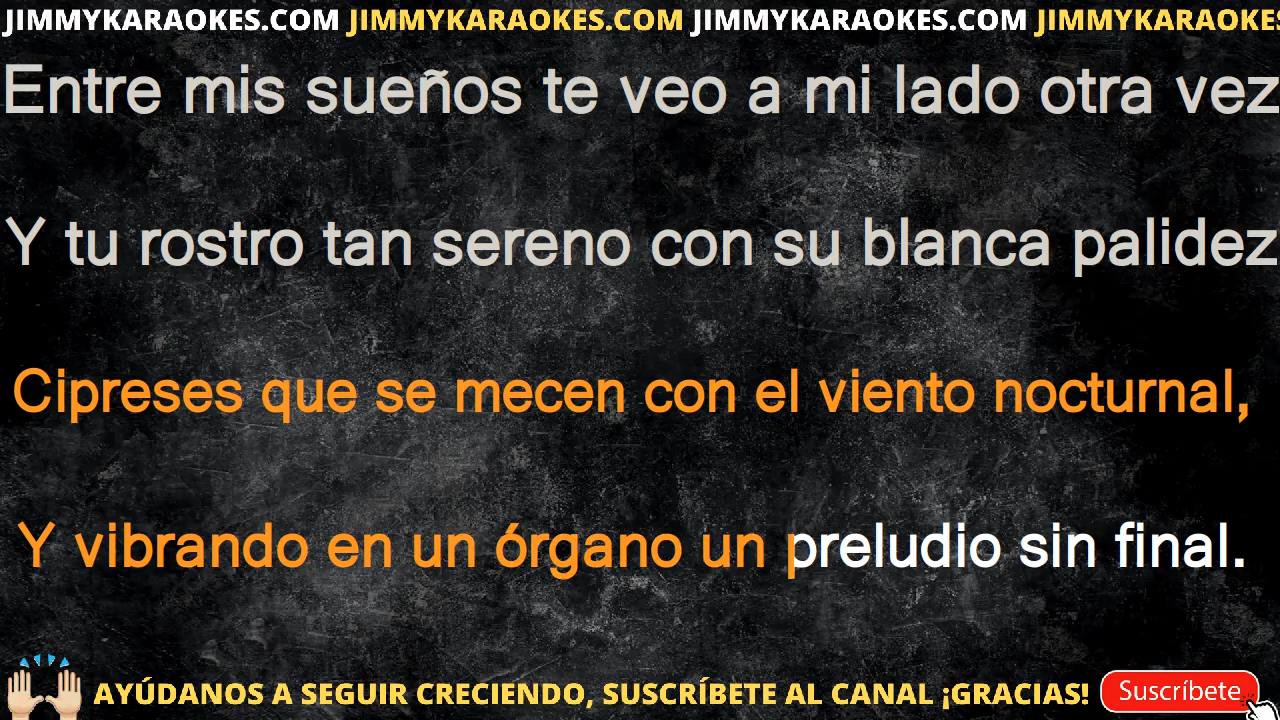 JIMMYKARAOKES.COM JIMMYKARAOKES.COM JIMMYKARAOKES.COM JIMMYKARAOKES
Entre mis sueños te veo a mi lado otra vez
Y tu rostro tan sereno con su blanca palidez
Cipreses que se mecen con el viento nocturnal,
Y vibrando en un órgano un preludio sin final.
AYÚDANOS A SEGUIR CRECIENDO, SUSCRÍBETE AL CANAL ¡GRACIAS! Suscríbete